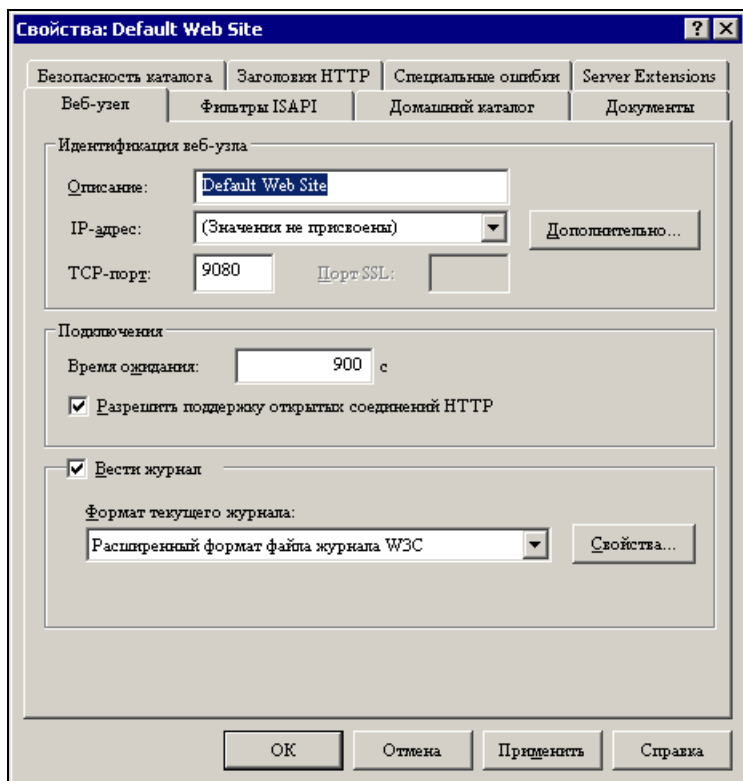 Свойства: Default Web Site
Безопасность каталога Заголовки HTTP Специальные ошибки Server Extensions
Веб-узел Фильтры ISAPI Домашний каталог Документы
Идентификация веб-узла
Описание: Default Web Site
IP-адрес: (Значения не присвоены) Дополнительно...
TCP-порт: 9080 Порт SSL:
Подключения
Время ожидания: 900 с
Разрешить поддержку открытых соединений HTTP
Вести журнал
Формат текущего журнала:
Расширенный формат файла журнала W3C Свойства...
OK Отмена Применить Справка